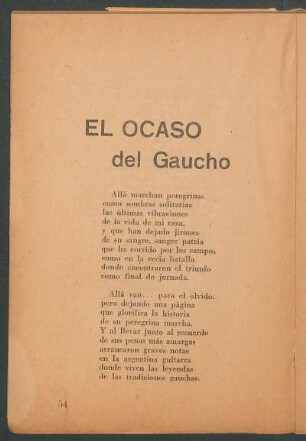 EL OCASO
del Gaucho
Allá marchan peregrinas
como sombras solitarias
las últimas vibraciones
de la vida de mi raza,
y que han dejado jirones
de su sangre, sangre patria
que ha corrido por los campos,
como en la recia batalla
donde encontraron el triunfo
como final de jornada.
Allá van... para el olvido,
pero dejando una página
que glorifica la historia
de su peregrina marcha.
Y al llevar junto al recuerdo
de sus penas más amargas
arrancaron graves notas
en la argentina guitarra
donde viven las leyendas
de las tradiciones gauchas.
54